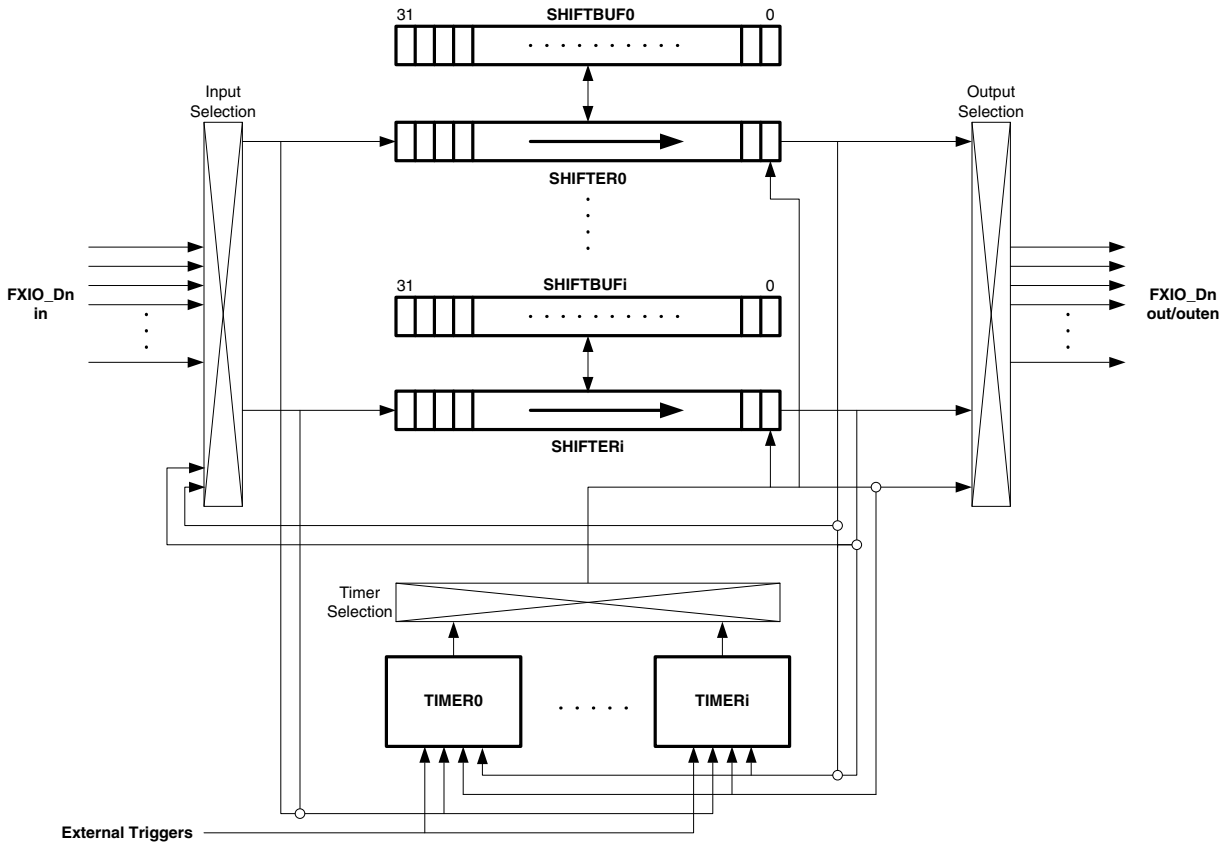 31 SHIFTBUF0 0
Input
Selection
Output
Selection
SHIFTER0
31 SHIFTBUFi 0
FXIO_Dn
in
FXIO_Dn
out/outen
SHIFTERi
Timer
Selection
TIMER0
TIMERi
External Triggers